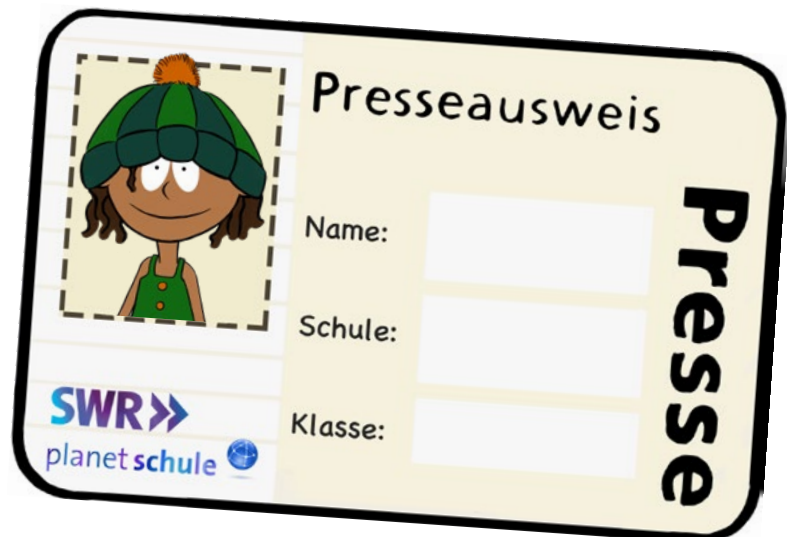 Presseausweis
Name:
Schule:
Klasse:
Presse
SWR»
planet schule